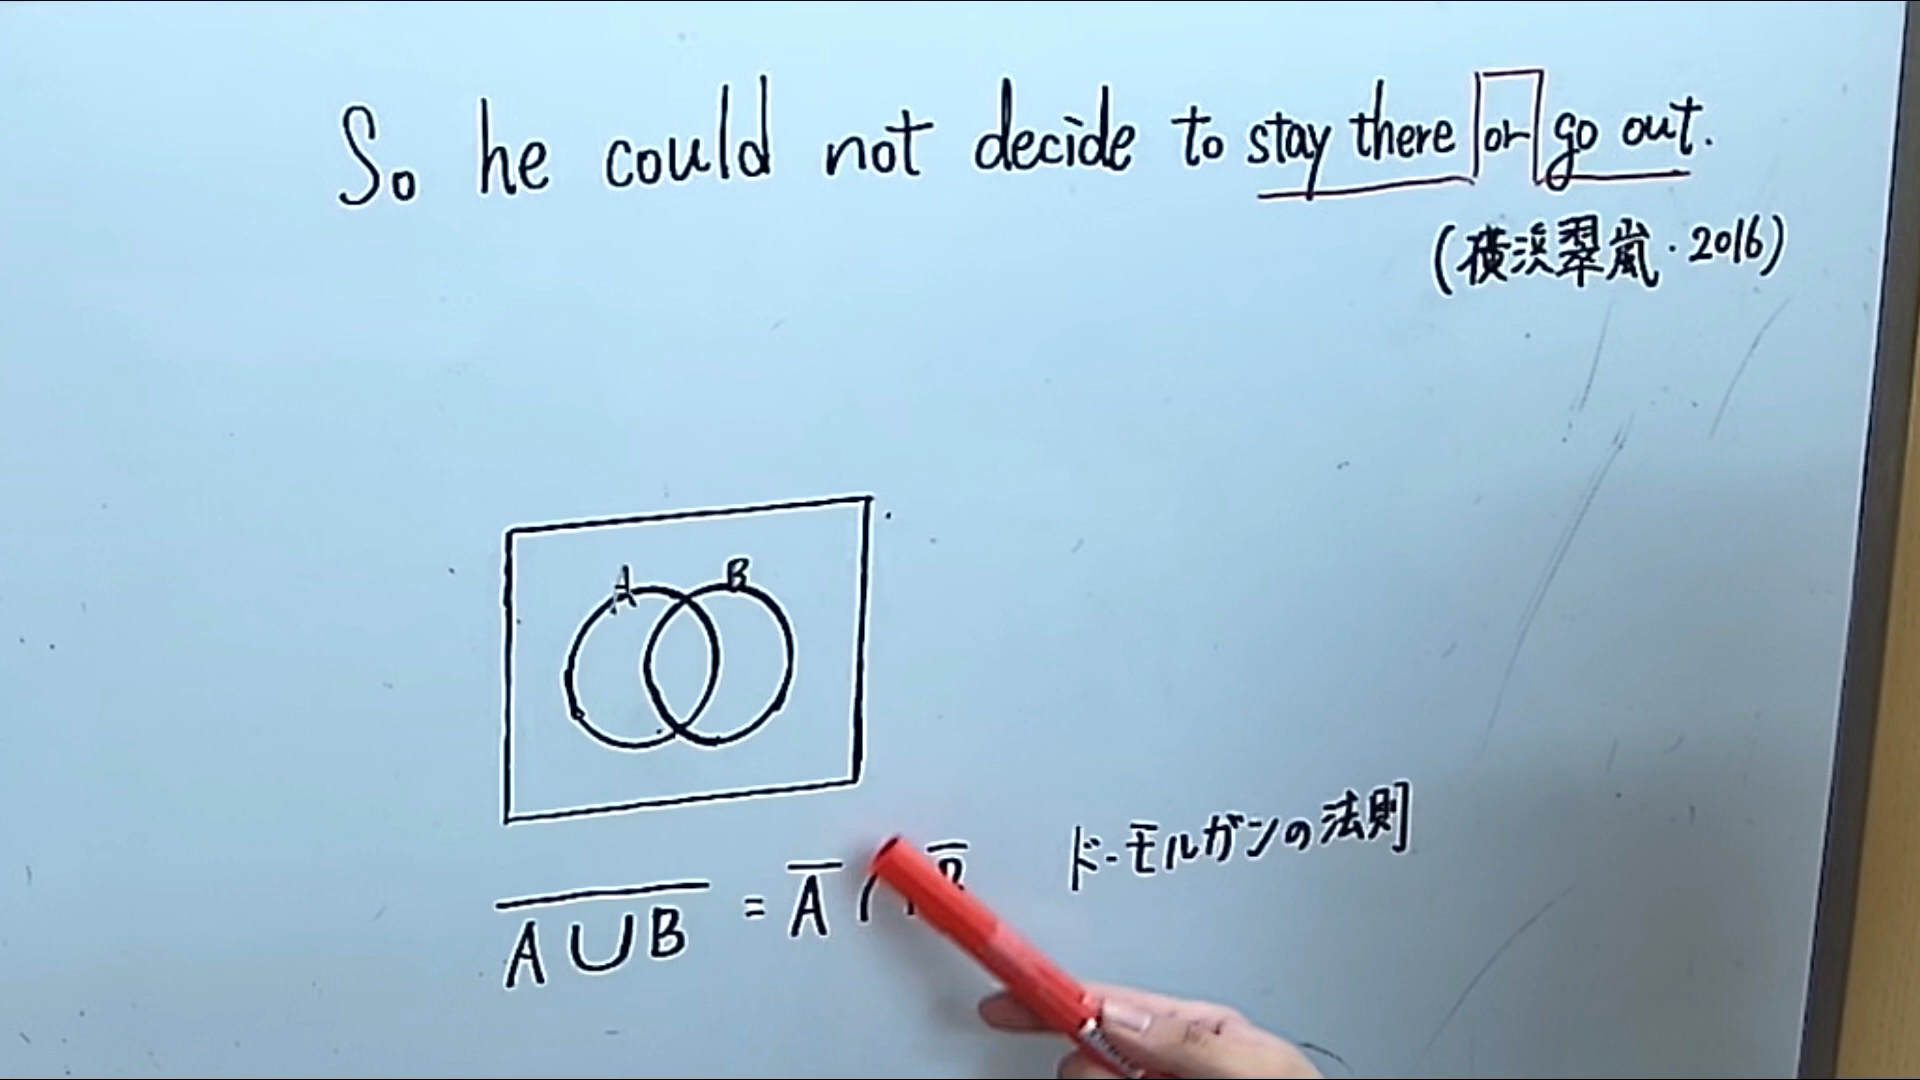 So he could not decide to stay there or go out.
(横浜翠嵐・2016)
A B
ド・モルガンの法則
A∪B = A